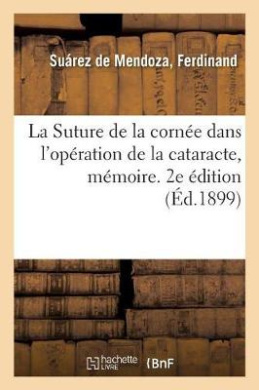 Suárez de Mendoza, Ferdinand
La Suture de la cornée dans
l'opération de la cataracte,
mémoire. 2e édition
(Éd.1899)
hachette
LIVRE
{BnF